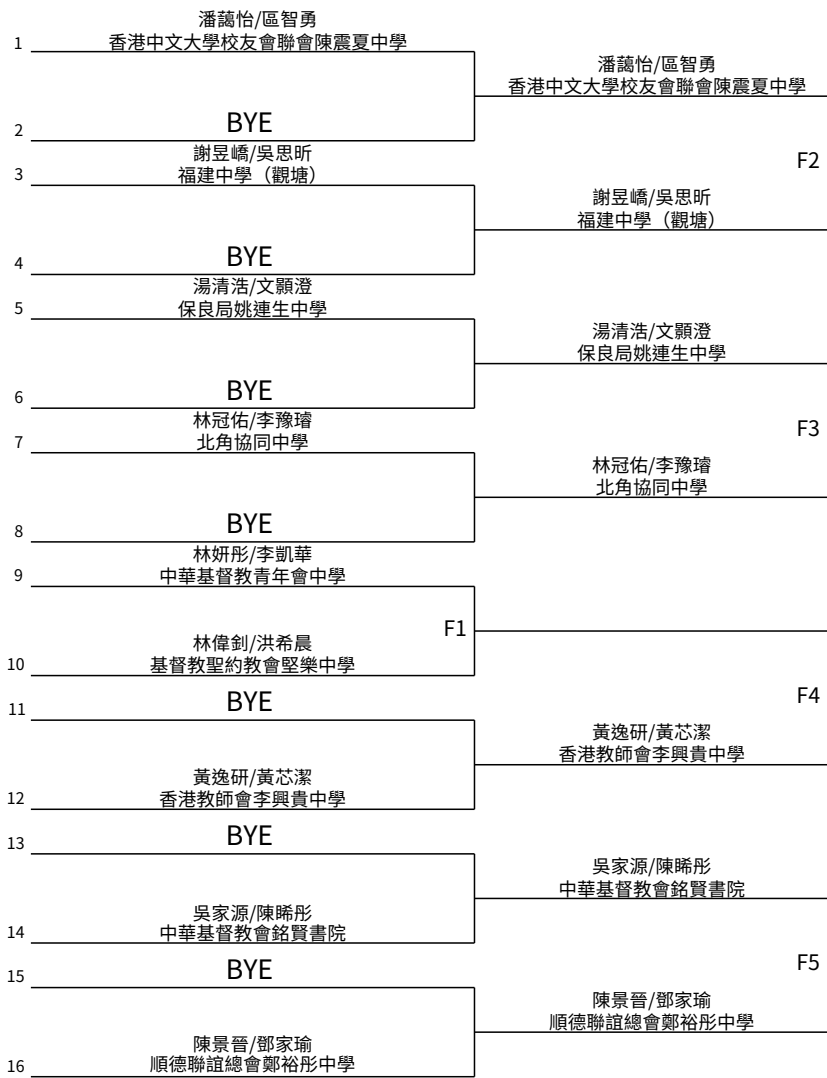 潘藹怡/區智勇
1 香港中文大學校友會聯會陳震夏中學
潘藹怡/區智勇
香港中文大學校友會聯會陳震夏中學
2 BYE
謝昱嶠/吳思昕
3 福建中學（觀塘）
F2
謝昱嶠/吳思昕
福建中學（觀塘）
4 BYE
湯清浩/文顥澄
5 保良局姚連生中學
湯清浩/文顥澄
保良局姚連生中學
6 BYE
林冠佑/李豫璿
7 北角協同中學
F3
林冠佑/李豫璿
北角協同中學
8 BYE
林妍彤/李凱華
9 中華基督教青年會中學
F1
林偉釗/洪希晨
10 基督教聖約教會堅樂中學
11 BYE
F4
黃逸研/黃芯潔
香港教師會李興貴中學
黃逸研/黃芯潔
12 香港教師會李興貴中學
13 BYE
吳家源/陳睎彤
中華基督教會銘賢書院
吳家源/陳睎彤
14 中華基督教會銘賢書院
15 BYE
F5
陳景晉/鄧家瑜
順德聯誼總會鄭裕彤中學
陳景晉/鄧家瑜
16 順德聯誼總會鄭裕彤中學